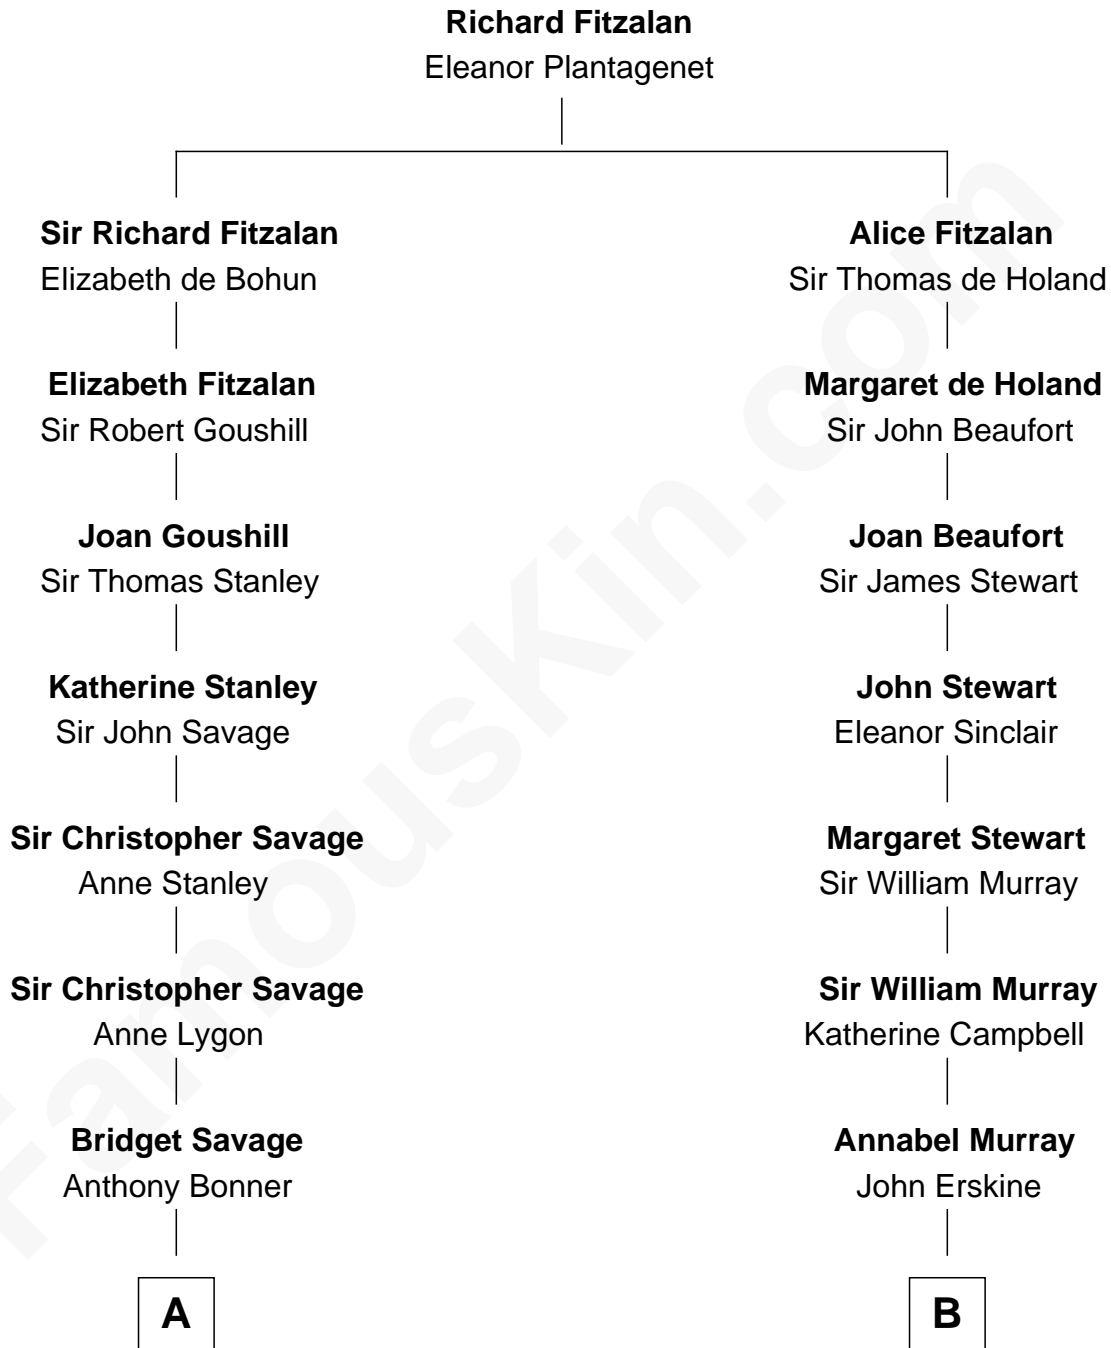 Richard Fitzalan
Eleanor Plantagenet
Sir Richard Fitzalan
Elizabeth de Bohun
Elizabeth Fitzalan
Sir Robert Goushill
Joan Goushill
Sir Thomas Stanley
Katherine Stanley
Sir John Savage
Sir Christopher Savage
Anne Stanley
Sir Christopher Savage
Anne Lygon
Bridget Savage
Anthony Bonner
A
Alice Fitzalan
Sir Thomas de Holand
Margaret de Holand
Sir John Beaufort
Joan Beaufort
Sir James Stewart
John Stewart
Eleanor Sinclair
Margaret Stewart
Sir William Murray
Sir William Murray
Katherine Campbell
Annabel Murray
John Erskine
B
FamousKin.com